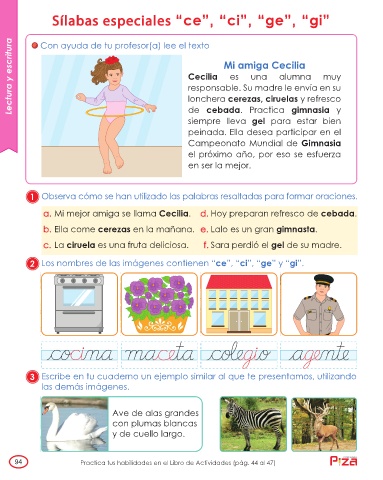 Sílabas especiales “ce”, “ci”, “ge”, “gi”
Lectura y escritura
Con ayuda de tu profesor(a) lee el texto
Mi amiga Cecilia
Cecilia es una alumna muy
responsable. Su madre le envía en su
lonchera cerezas, ciruelas y refresco
de cebada. Practica gimnasia y
siempre lleva gel para estar bien
peinada. Ella desea participar en el
Campeonato Mundial de Gimnasia
el próximo año, por eso se esfuerza
en ser la mejor.
1 Observa cómo se han utilizado las palabras resaltadas para formar oraciones.
a. Mi mejor amiga se llama Cecilia. d. Hoy preparan refresco de cebada.
b. Ella come cerezas en la mañana. e. Lalo es un gran gimnasta.
c. La ciruela es una fruta deliciosa. f. Sara perdió el gel de su madre.
2 Los nombres de las imágenes contienen “ce”, “ci”, “ge” y “gi”.
cocina maceta colegio agente
3 Escribe en tu cuaderno un ejemplo similar al que te presentamos, utilizando
las demás imágenes.
Ave de alas grandes
con plumas blancas
y de cuello largo.
94
Practica tus habilidades en el Libro de Actividades (pág. 44 al 47)
Piza